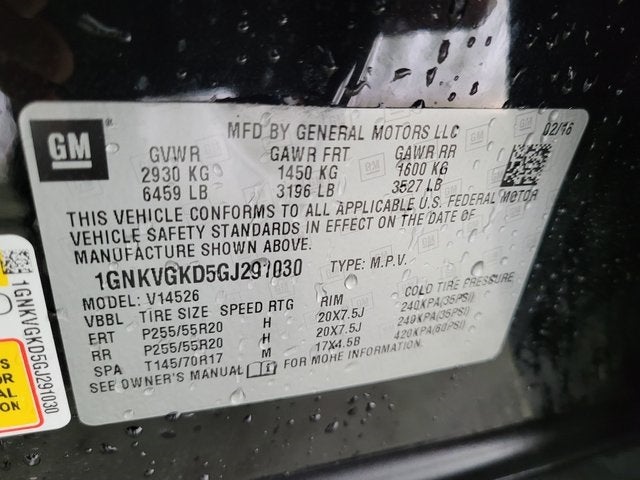 GM ®
MFD BY GENERAL MOTORS LLC 02/16
GVWR GAWR FRT GAWR RR
2930 KG 1450 KG 1600 KG
6459 LB 3196 LB 3527 LB
THIS VEHICLE CONFORMS TO ALL APPLICABLE U.S. FEDERAL MOTOR
VEHICLE SAFETY STANDARDS IN EFFECT ON THE DATE OF
MANUFACTURE SHOWN ABOVE.
1GNKVGKD5GJ291030 TYPE: M.P.V.
MODEL: V14526
VBBL TIRE SIZE SPEED RTG RIM COLD TIRE PRESSURE
ERT P255/55R20 H 20X7.5J 240KPA(35PSI)
RR P255/55R20 H 20X7.5J 240KPA(35PSI)
SPA T145/70R17 M 17X4.5B 420KPA(60PSI)
SEE OWNER'S MANUAL FOR MORE INFORMATION.
1GNKVGKD5GJ291030
S
OR
AL
ION